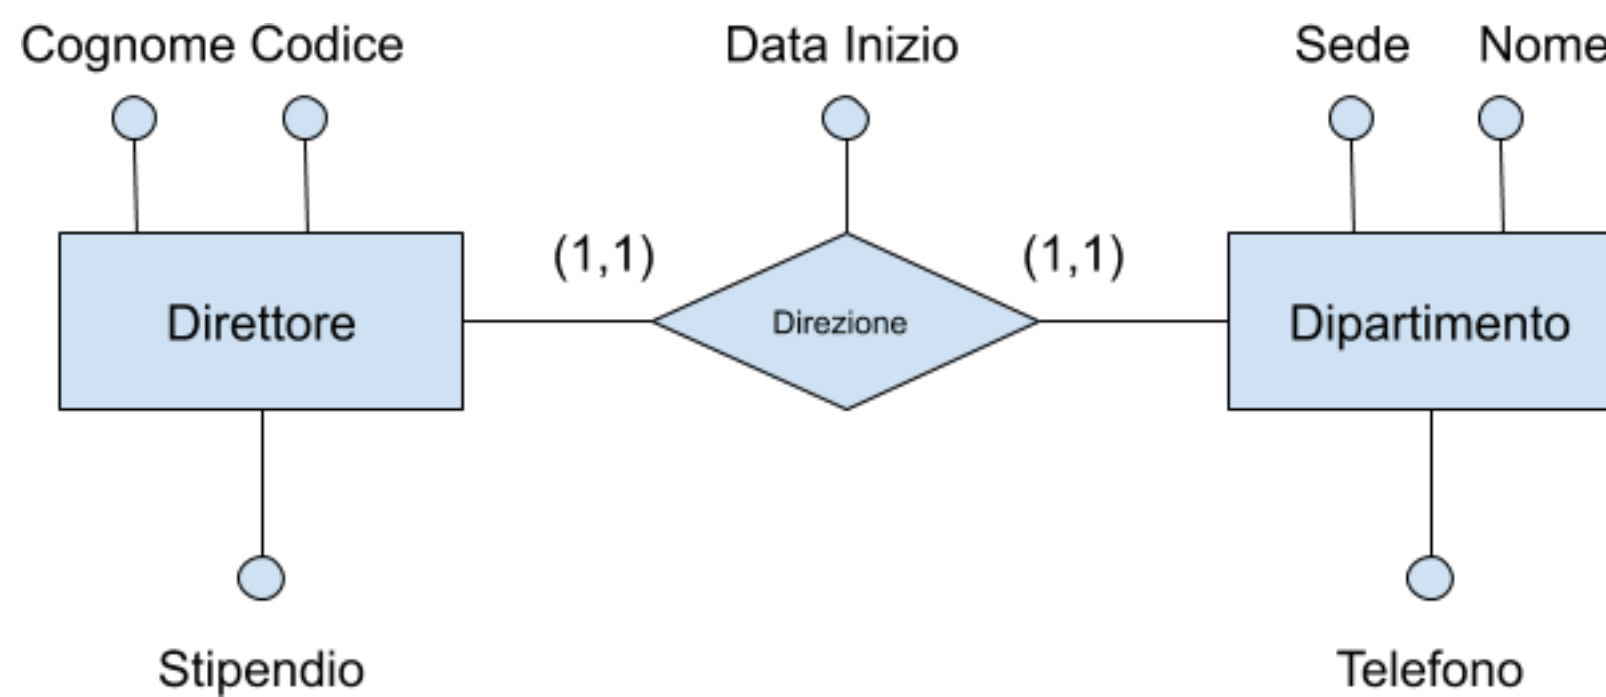 Cognome Codice
Data Inizio
Sede
Nome
(1,1)
(1,1)
Direttore
Direzione
Dipartimento
Stipendio
Telefono